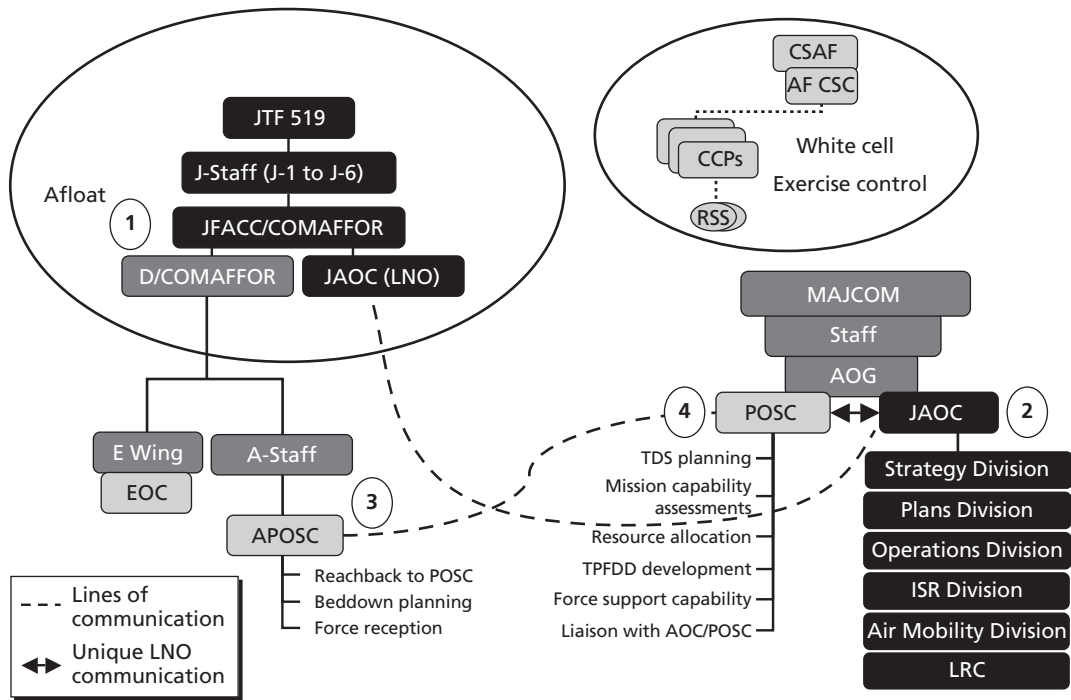 JTF 519
J-Staff (J-1 to J-6)
Afloat
1
JFACC/COMAFFOR
D/COMAFFOR
JAOC (LNO)
CSAF
AF CSC
CCPs
White cell
Exercise control
RSS
MAJCOM
Staff
AOG
4
POSC
JAOC
2
E Wing
EOC
A-Staff
3
APOSC
Reachback to POSC
Beddown planning
Force reception
TDS planning
Mission capability
assessments
Resource allocation
TPFDD development
Force support capability
Liaison with AOC/POSC
Strategy Division
Plans Division
Operations Division
ISR Division
Air Mobility Division
LRC
Lines of
communication
Unique LNO
communication